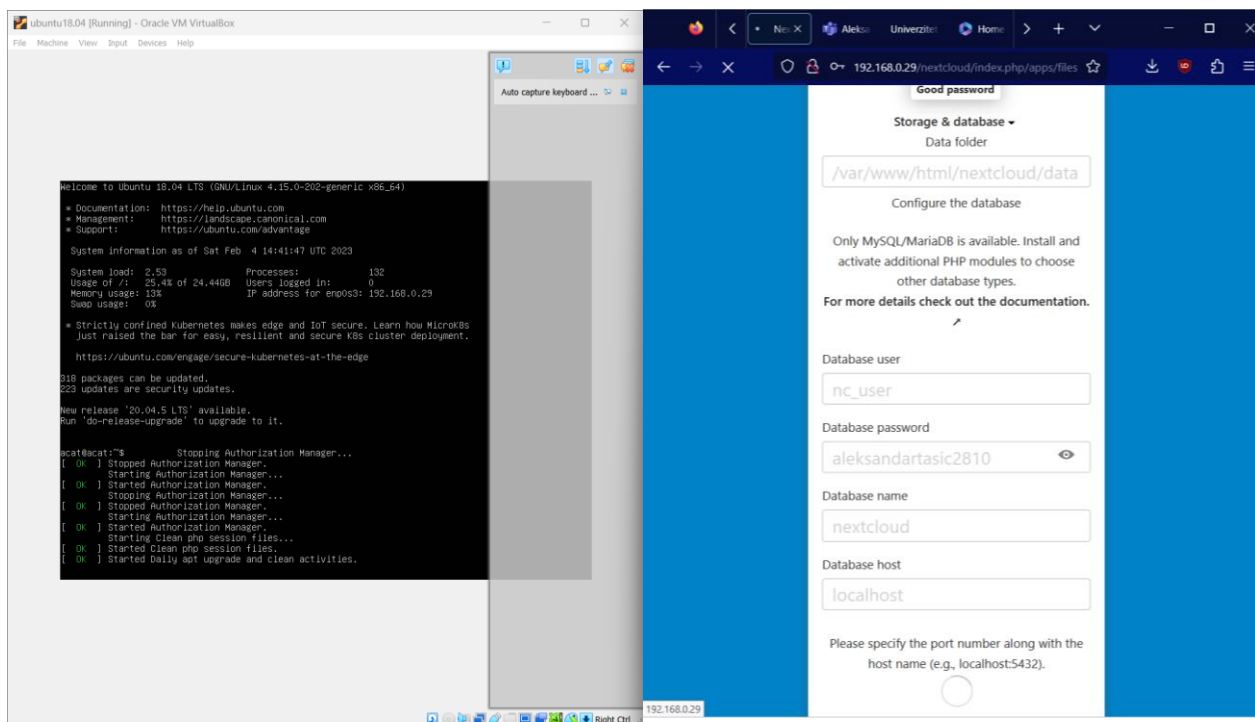 ubuntu18.04 [Running] - Oracle VM VirtualBox
File Machine View Input Devices Help
Auto capture keyboard ...
Welcome to Ubuntu 18.04 LTS (GNU/Linux 4.15.0-202-generic x86_64)
* Documentation: https://help.ubuntu.com
* Management: https://landscape.canonical.com
* Support: https://ubuntu.com/advantage
System information as of Sat Feb 4 14:41:47 UTC 2023
System load: 2.53 Processes: 132
Usage of /: 25.4% of 24.44GB Users logged in: 0
Memory usage: 13% IP address for enp0s3: 192.168.0.29
Swap usage: 0%
* Strictly confined Kubernetes makes edge and IoT secure. Learn how MicroK8s
just raised the bar for easy, resilient and secure K8s cluster deployment.
https://ubuntu.com/engage/secure-kubernetes-at-the-edge
318 packages can be updated.
223 updates are security updates.
New release '20.04.5 LTS' available.
Run 'do-release-upgrade' to upgrade to it.
acat@acat:~$ Stopping Authorization Manager...
[ OK ] Stopped Authorization Manager.
Starting Authorization Manager...
[ OK ] Started Authorization Manager.
Stopping Authorization Manager...
[ OK ] Stopped Authorization Manager.
Starting Authorization Manager...
[ OK ] Started Authorization Manager.
Starting Clean php session files...
[ OK ] Started Clean php session files.
[ OK ] Started Daily apt upgrade and clean activities.
Right Ctrl
Nex Aleksa Univerzitet Home
192.168.0.29/nextcloud/index.php/apps/files
Good password
Storage & database
Data folder
/var/www/html/nextcloud/data
Configure the database
Only MySQL/MariaDB is available. Install and
activate additional PHP modules to choose
other database types.
For more details check out the documentation.
↗
Database user
nc_user
Database password
aleksandartasic2810
Database name
nextcloud
Database host
localhost
Please specify the port number along with the
host name (e.g., localhost:5432).
192.168.0.29